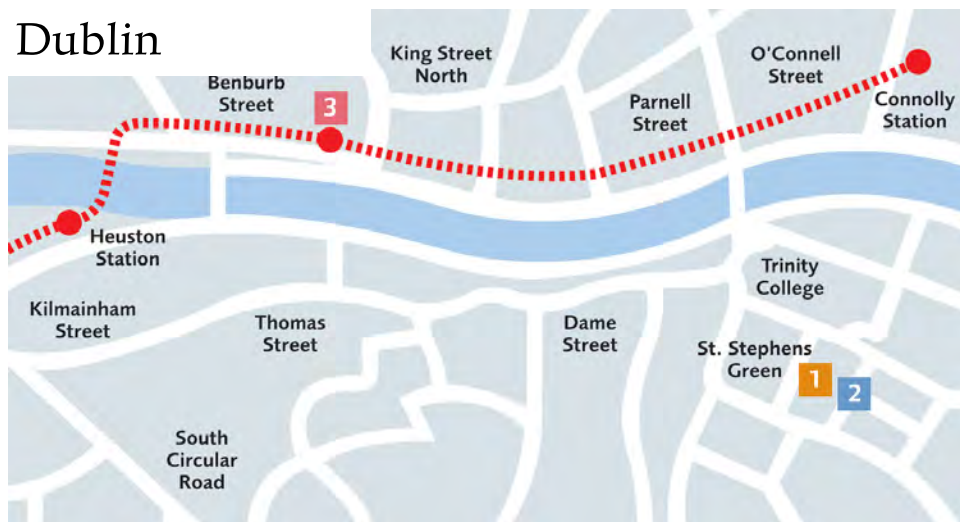 Dublin
King Street
North
O'Connell
Street
Benburb
Street
3
Parnell
Street
Connolly
Station
Heuston
Station
Trinity
College
Kilmainham
Street
Thomas
Street
Dame
Street
St. Stephens
Green
1
2
South
Circular
Road